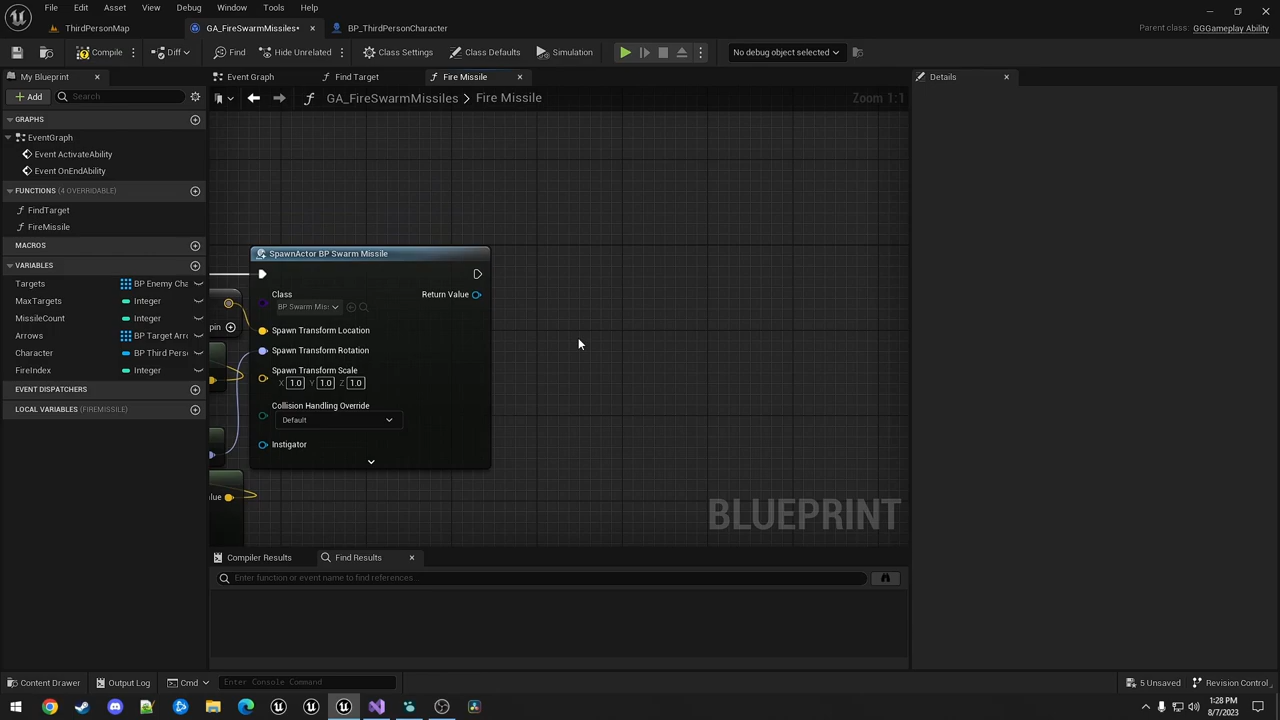 File Edit Asset View Debug Window Tools Help
ThirdPersonMap
GA_FireSwarmMissiles*
BP_ThirdPersonCharacter
Parent class: GGGameplay Ability
Compile
Diff
Find
Hide Unrelated
Class Settings
Class Defaults
Simulation
No debug object selected
My Blueprint
Event Graph
Find Target
Fire Missile
Details
Add
Search
GA_FireSwarmMissiles > Fire Missile
Zoom 1:1
GRAPHS
EventGraph
Event ActivateAbility
Event OnEndAbility
FUNCTIONS (4 OVERRIDABLE)
FindTarget
FireMissile
MACROS
VARIABLES
Targets BP Enemy Cha
MaxTargets Integer
MissileCount Integer
Arrows BP Target Arro
Character BP Third Perso
FireIndex Integer
EVENT DISPATCHERS
LOCAL VARIABLES (FIREMISSILE)
SpawnActor BP Swarm Missile
Class
BP Swarm Mis
Return Value
pin
Spawn Transform Location
Spawn Transform Rotation
Spawn Transform Scale
X 1.0 Y 1.0 Z 1.0
Collision Handling Override
Default
Instigator
lue
BLUEPRINT
Compiler Results
Find Results
Enter function or event name to find references...
Content Drawer
Output Log
Cmd
Enter Console Command
5 Unsaved
Revision Control
1:28 PM
8/7/2023